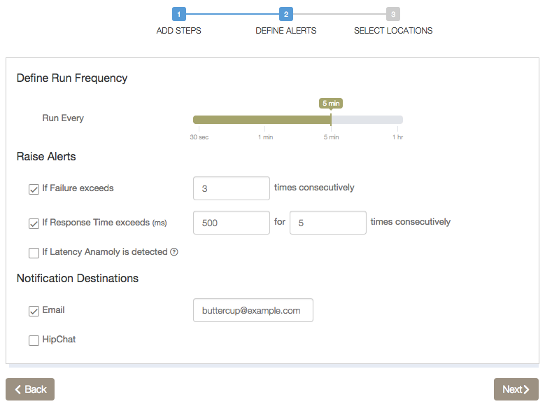 1 2 3
ADD STEPS DEFINE ALERTS SELECT LOCATIONS
Define Run Frequency
5 min
Run Every
30 sec 1 min 5 min 1 hr
Raise Alerts
If Failure exceeds 3 times consecutively
If Response Time exceeds (ms) 500 for 5 times consecutively
If Latency Anamoly is detected ?
Notification Destinations
Email buttercup@example.com
HipChat
< Back Next >